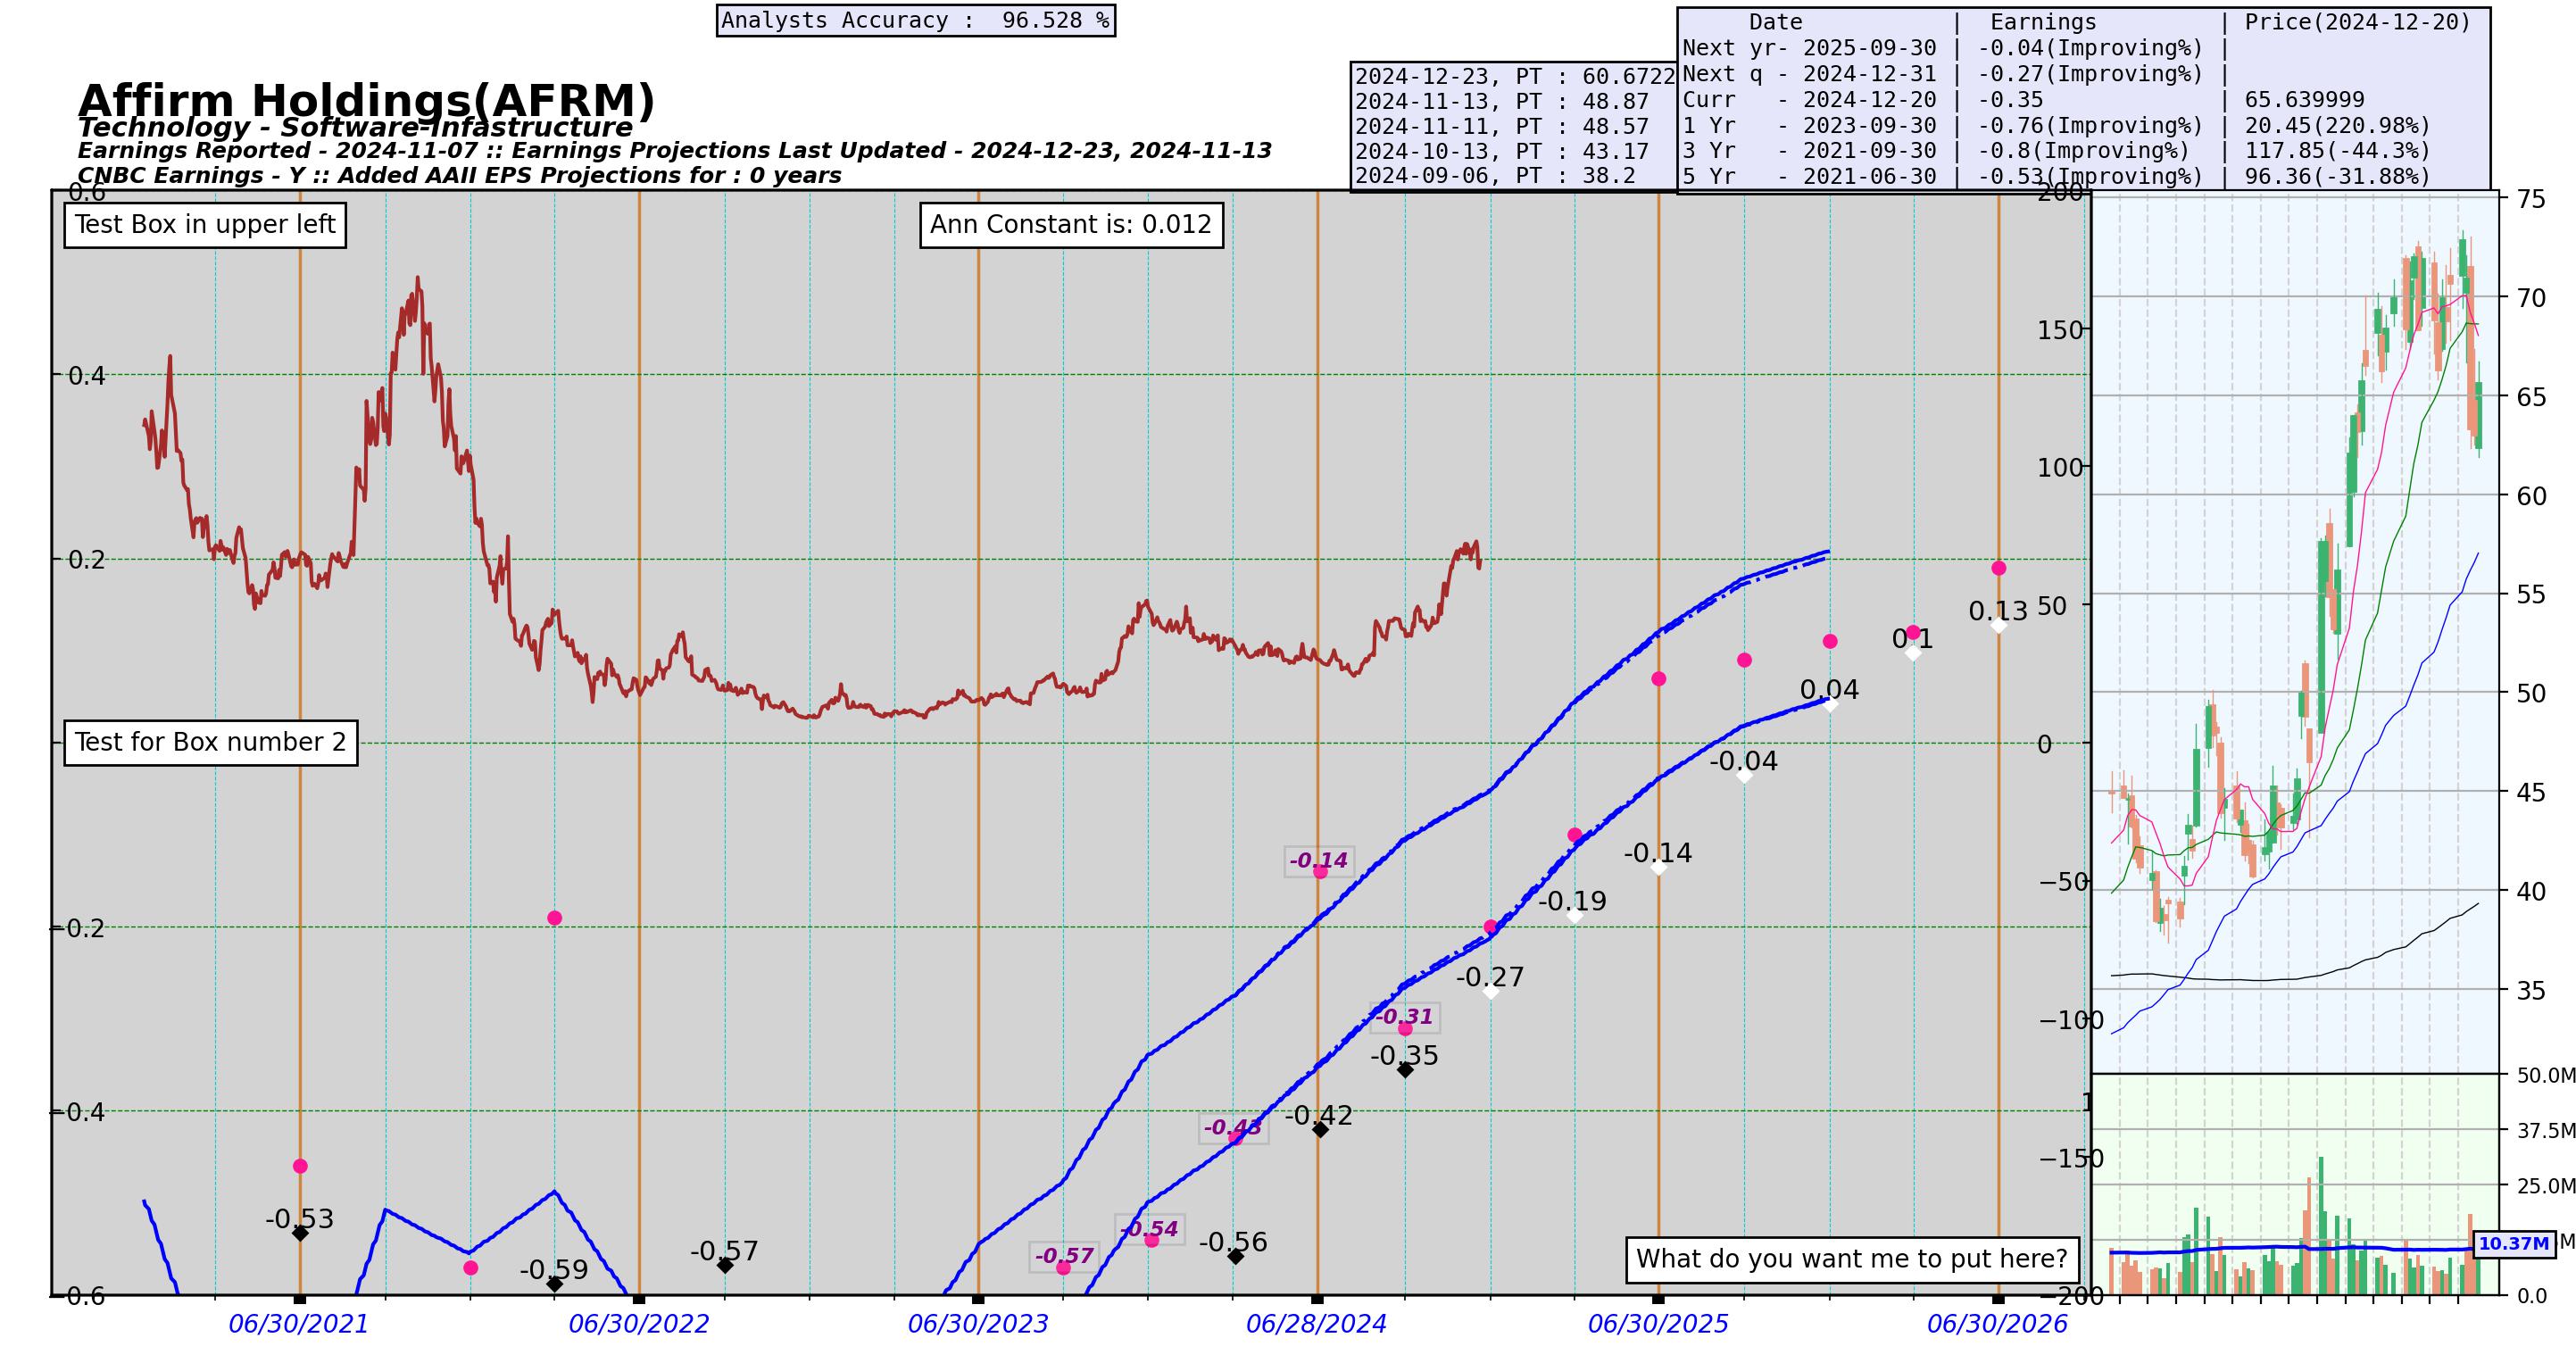 Analysts Accuracy :  96.528 %
Date | Earnings | Price(2024-12-20)
Next yr- 2025-09-30 | -0.04(Improving%) |
Next q - 2024-12-31 | -0.27(Improving%) |
Curr - 2024-12-20 | -0.35 | 65.639999
1 Yr - 2023-09-30 | -0.76(Improving%) | 20.45(220.98%)
3 Yr - 2021-09-30 | -0.8(Improving%) | 117.85(-44.3%)
5 Yr - 2021-06-30 | -0.53(Improving%) | 96.36(-31.88%)
2024-12-23, PT : 60.6722
2024-11-13, PT : 48.87
2024-11-11, PT : 48.57
2024-10-13, PT : 43.17
2024-09-06, PT : 38.2
Affirm Holdings(AFRM)
Technology - Software-Infastructure
Earnings Reported - 2024-11-07 :: Earnings Projections Last Updated - 2024-12-23, 2024-11-13
CNBC Earnings - Y :: Added AAII EPS Projections for : 0 years
Test Box in upper left
Ann Constant is: 0.012
Test for Box number 2
What do you want me to put here?
0.6
0.4
0.2
-0.2
-0.4
-0.6
-0.53
-0.59
-0.57
-0.57
-0.54
-0.56
-0.43
-0.42
-0.14
-0.31
-0.35
-0.27
-0.19
-0.14
-0.04
0.04
0.1
0.13
200
150
100
50
0
−50
−100
−150
−200
75
70
65
60
55
50
45
40
35
50.0M
37.5M
25.0M
10.37M
0.0
06/30/2021
06/30/2022
06/30/2023
06/28/2024
06/30/2025
06/30/2026